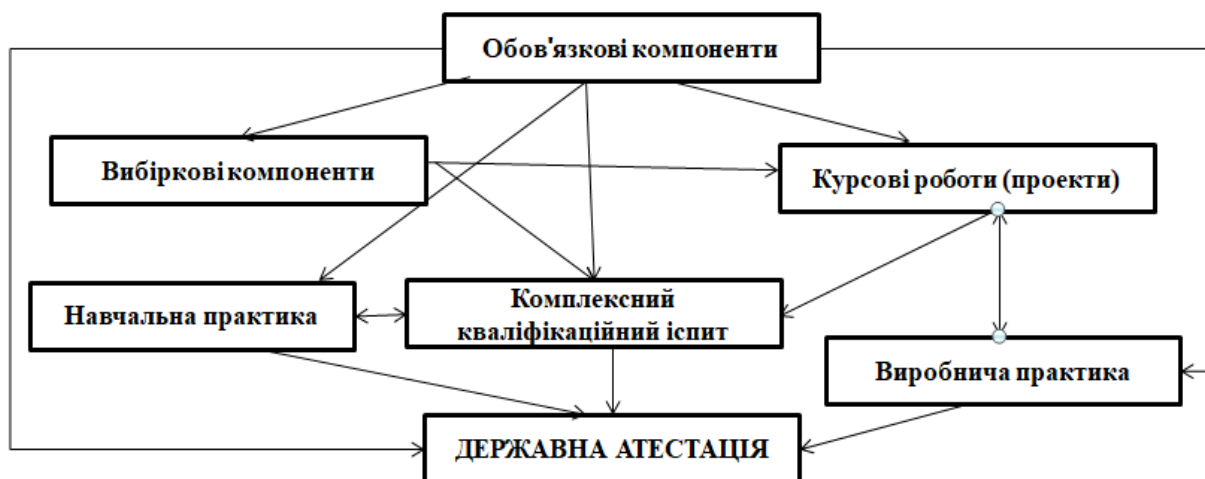 Обов'язкові компоненти
Вибіркові компоненти
Курсові роботи (проекти)
Навчальна практика
Комплексний
кваліфікаційний іспит
Виробнича практика
ДЕРЖАВНА АТЕСТАЦІЯ